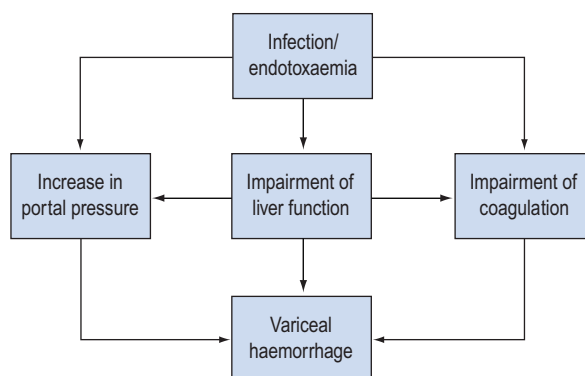 Infection/
endotoxaemia
Increase in
portal pressure
Impairment of
liver function
Impairment of
coagulation
Variceal
haemorrhage